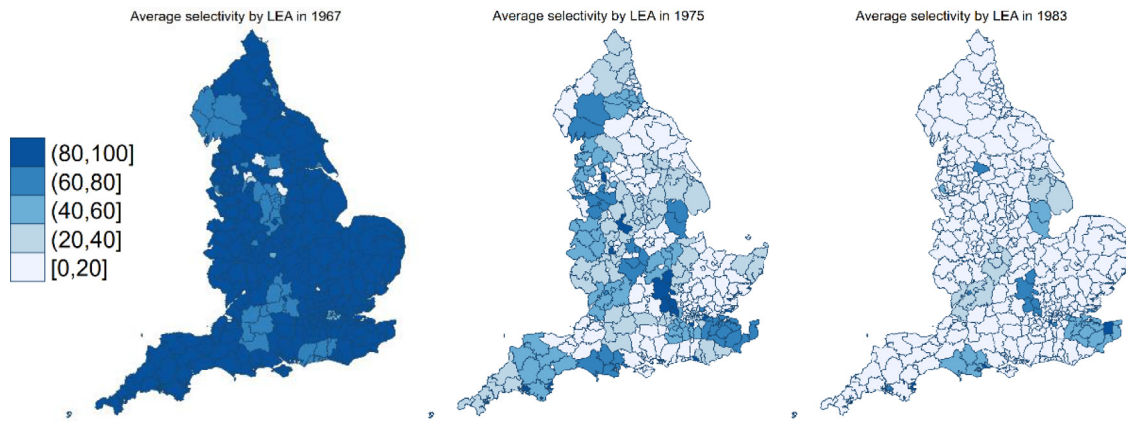 Average selectivity by LEA in 1967
Average selectivity by LEA in 1975
Average selectivity by LEA in 1983
(80,100]
(60,80]
(40,60]
(20,40]
[0,20]